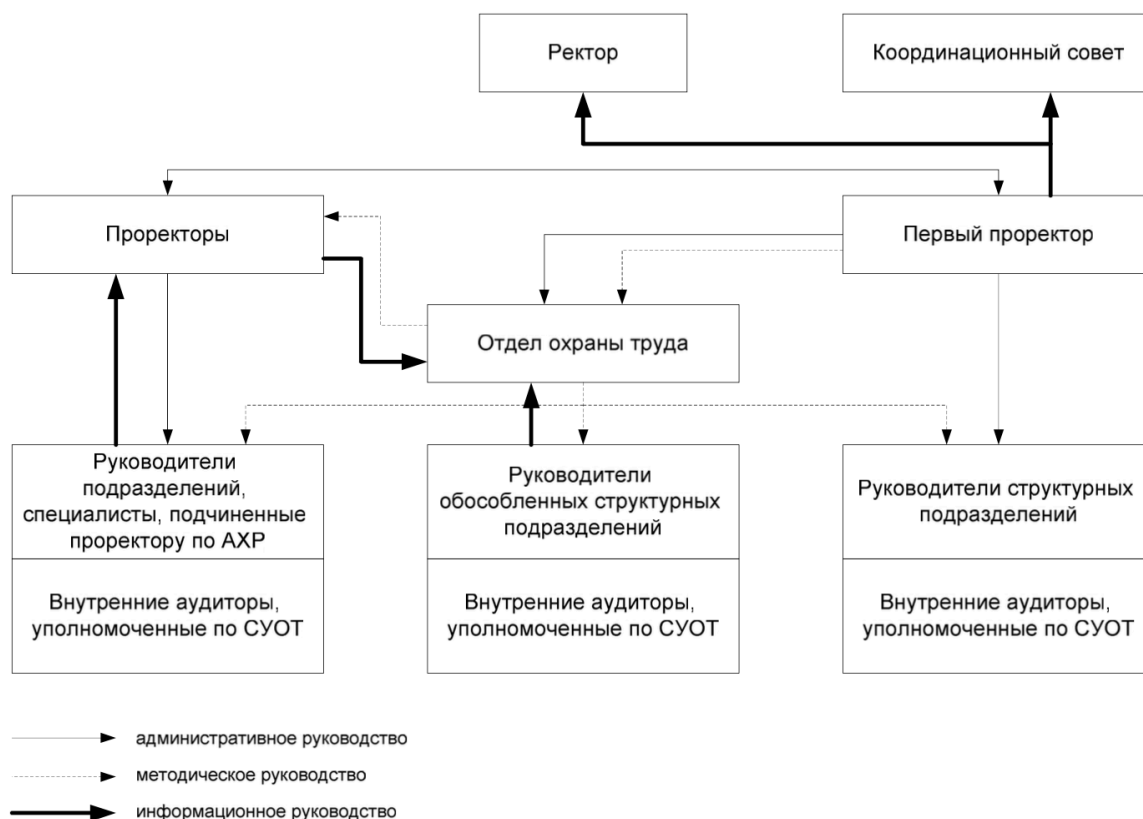 Ректор
Координационный совет
Проректоры
Первый проректор
Отдел охраны труда
Руководители
подразделений,
специалисты, подчиненные
проректору по АХР
Руководители
обособленных структурных
подразделений
Руководители структурных
подразделений
Внутренние аудиторы,
уполномоченные по СУОТ
Внутренние аудиторы,
уполномоченные по СУОТ
Внутренние аудиторы,
уполномоченные по СУОТ
административное руководство
методическое руководство
информационное руководство